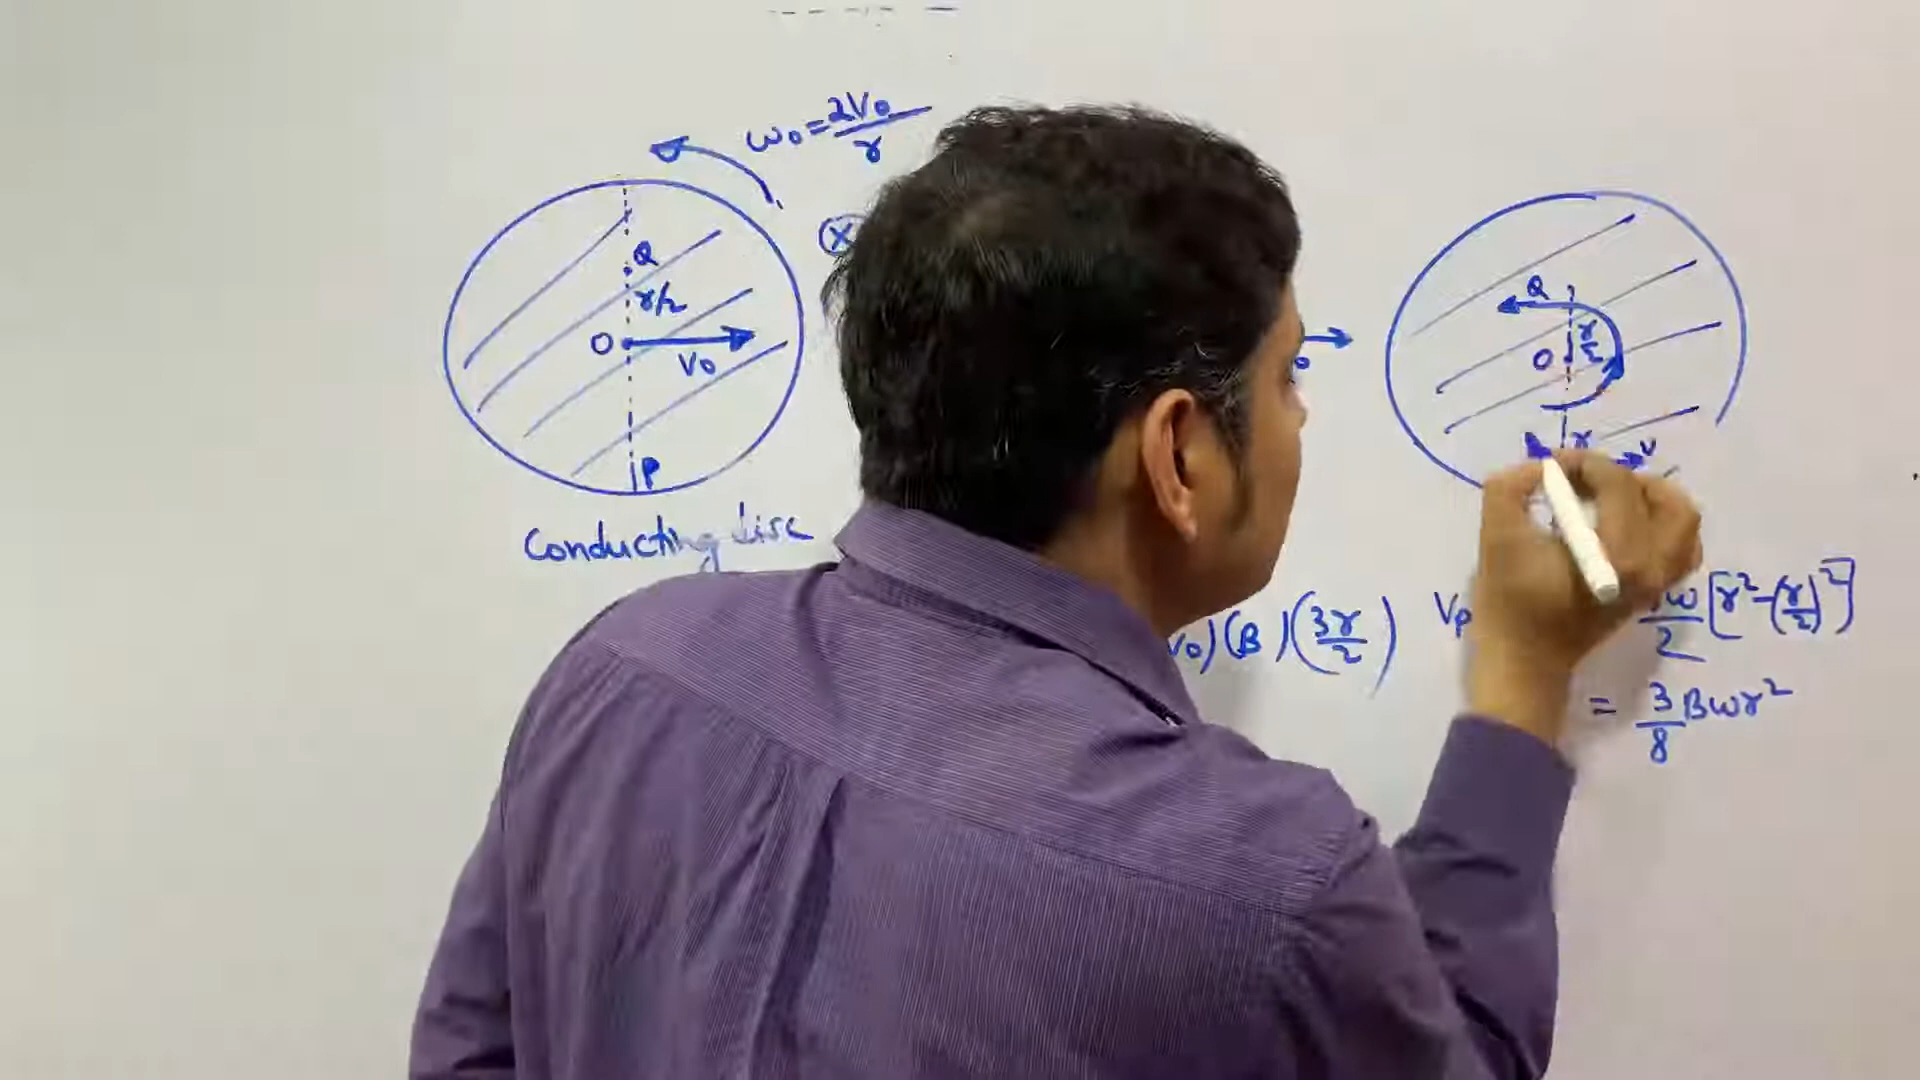 ω₀ = 2V₀/r
Q
r/2
O
V₀
P
Conducting disc
ⓧ
Q
r/2
O
r
V
V₀) (B) (3r/2)
Vp
ω/2 [r² - (r/2)²]
= 3/8 Bωr²